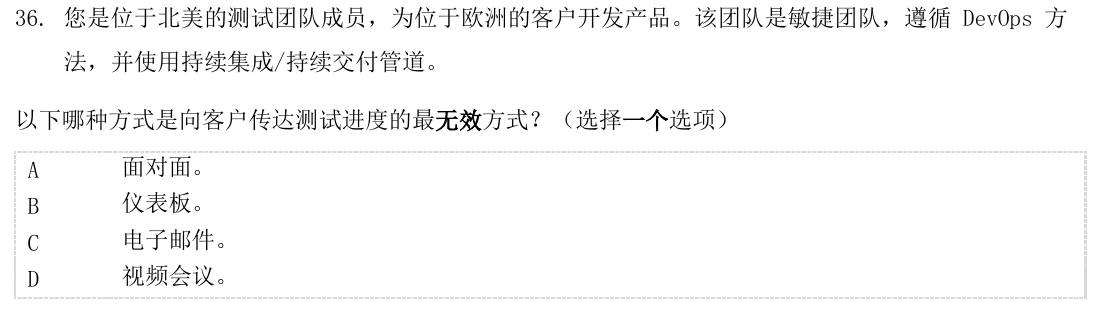 36. 您是位于北美的测试团队成员，为位于欧洲的客户开发产品。该团队是敏捷团队，遵循 DevOps 方
法，并使用持续集成/持续交付管道。
以下哪种方式是向客户传达测试进度的最无效方式？（选择一个选项）
A 面对面。
B 仪表板。
C 电子邮件。
D 视频会议。